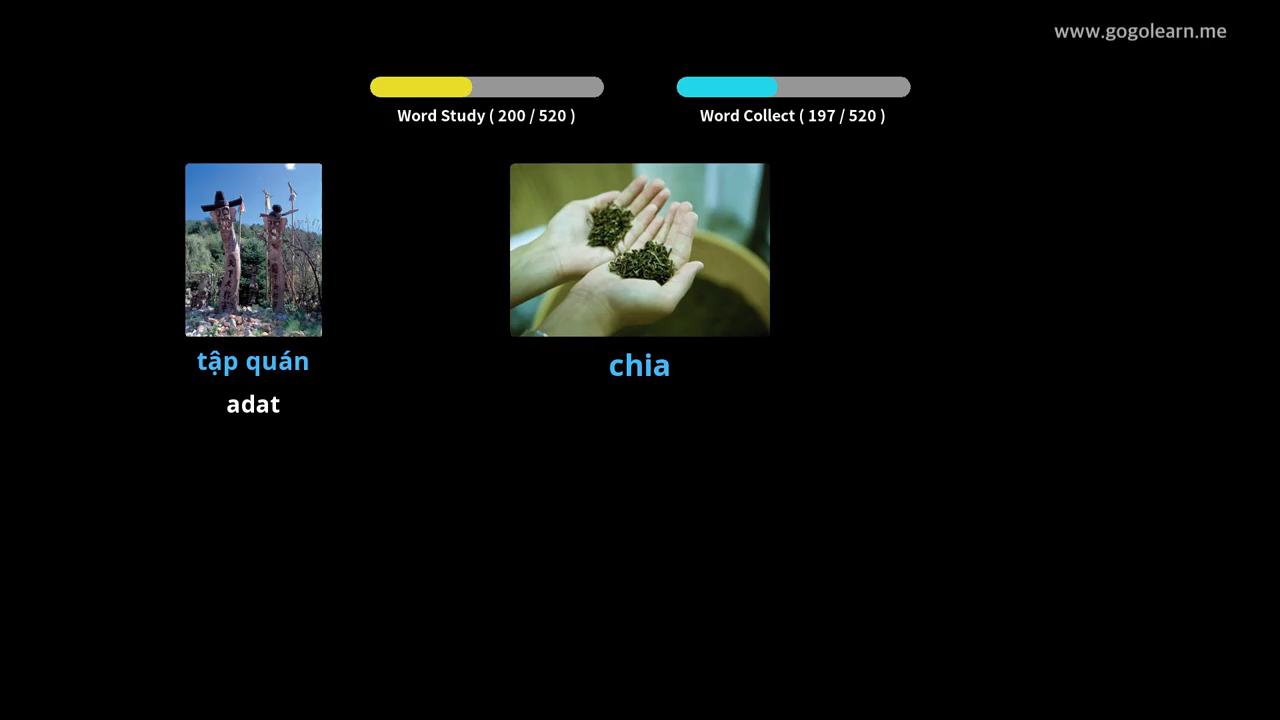 www.gogolearn.me
Word Study ( 200 / 520 )
Word Collect ( 197 / 520 )
tập quán
adat
chia